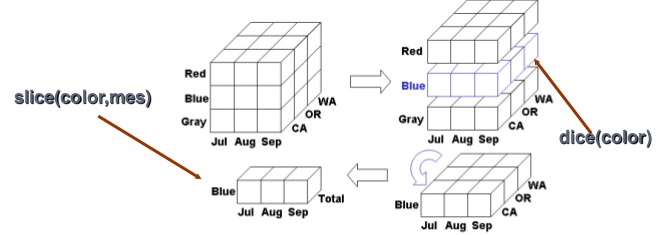 slice(color,mes)
Red
Blue
Gray
Jul Aug Sep
CA
OR
WA
Red
Blue
Gray
Jul Aug Sep
CA
OR
WA
dice(color)
Blue
Jul Aug Sep
Total
Blue
Jul Aug Sep
CA
OR
WA